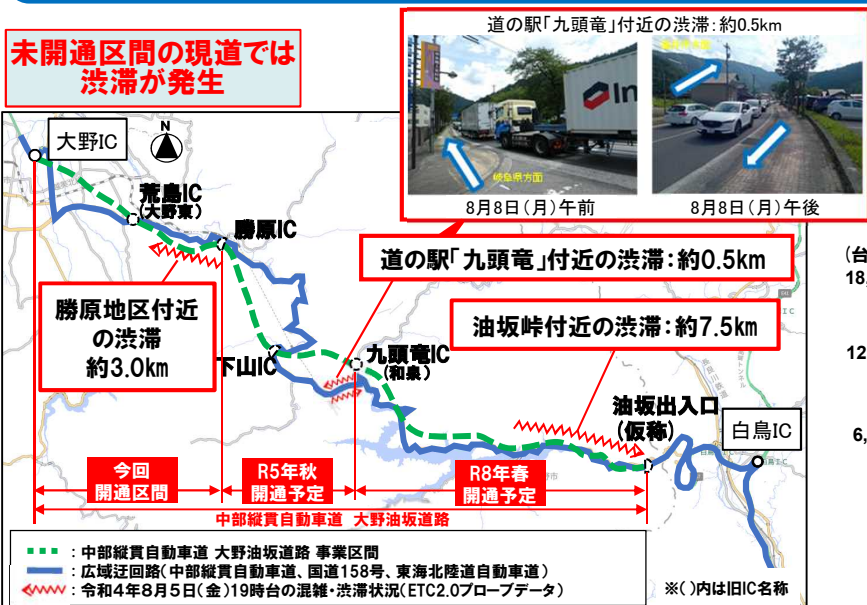 未開通区間の現道では
渋滞が発生
道の駅「九頭竜」付近の渋滞:約0.5km
岐阜県方面
8月8日(月)午前
8月8日(月)午後
大野IC
N
荒島IC
(大野東)
勝原IC
道の駅「九頭竜」付近の渋滞:約0.5km
勝原地区付近
の渋滞
約3.0km
油坂峠付近の渋滞:約7.5km
下山IC
九頭竜IC
(和泉)
油坂出入口
(仮称)
白鳥IC
今回
開通区間
R5年秋
開通予定
R8年春
開通予定
中部縦貫自動車道 大野油坂道路
:中部縦貫自動車道 大野油坂道路 事業区間
:広域迂回路(中部縦貫自動車道、国道158号、東海北陸道自動車道)
:令和4年8月5日(金)19時台の混雑・渋滞状況(ETC2.0プローブデータ)
※( )内は旧IC名称
(台
18,
12
6,